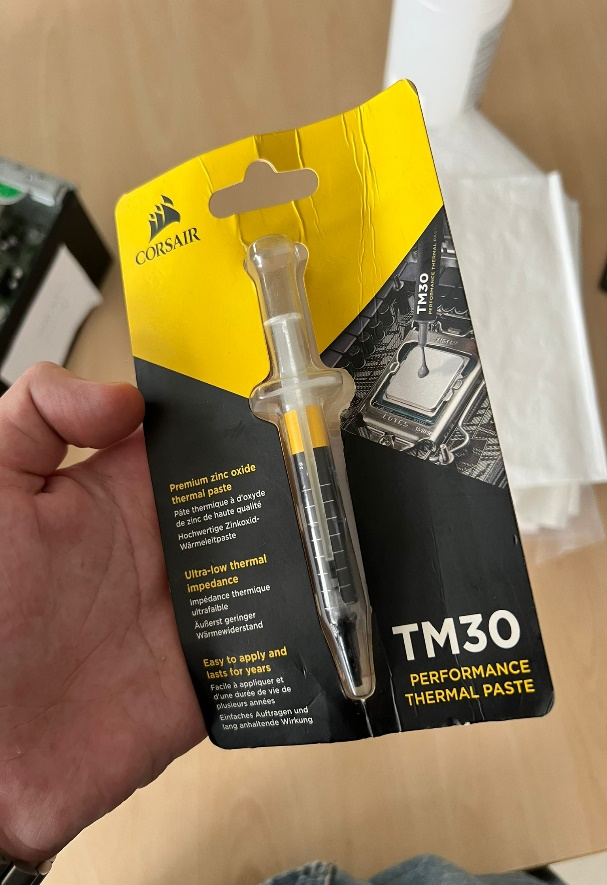 CORSAIR
TM30
PERFORMANCE THERMAL
Premium zinc oxide
thermal paste
Pâte thermique à d'oxyde
de zinc de haute qualité
Hochwertige Zinkoxid-
Wärmeleitpaste
Ultra-low thermal
impedance
Impédance thermique
ultrafaible
Äußerst geringer
Wärmewiderstand
Easy to apply and
lasts for years
Facile à appliquer et
d'une durée de vie de
plusieurs années
Einfaches Auftragen und
lang anhaltende Wirkung
TM30
PERFORMANCE
THERMAL PASTE